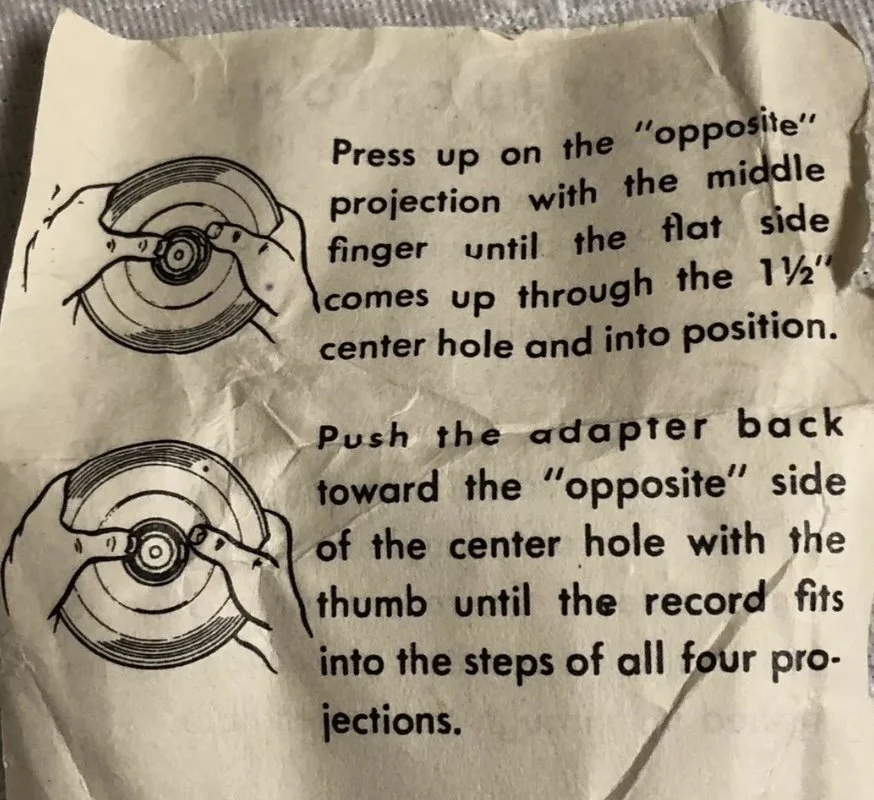 Press up on the "opposite"
projection with the middle
finger until the flat side
comes up through the 1½"
center hole and into position.
Push the adapter back
toward the "opposite" side
of the center hole with the
thumb until the record fits
into the steps of all four pro-
jections.